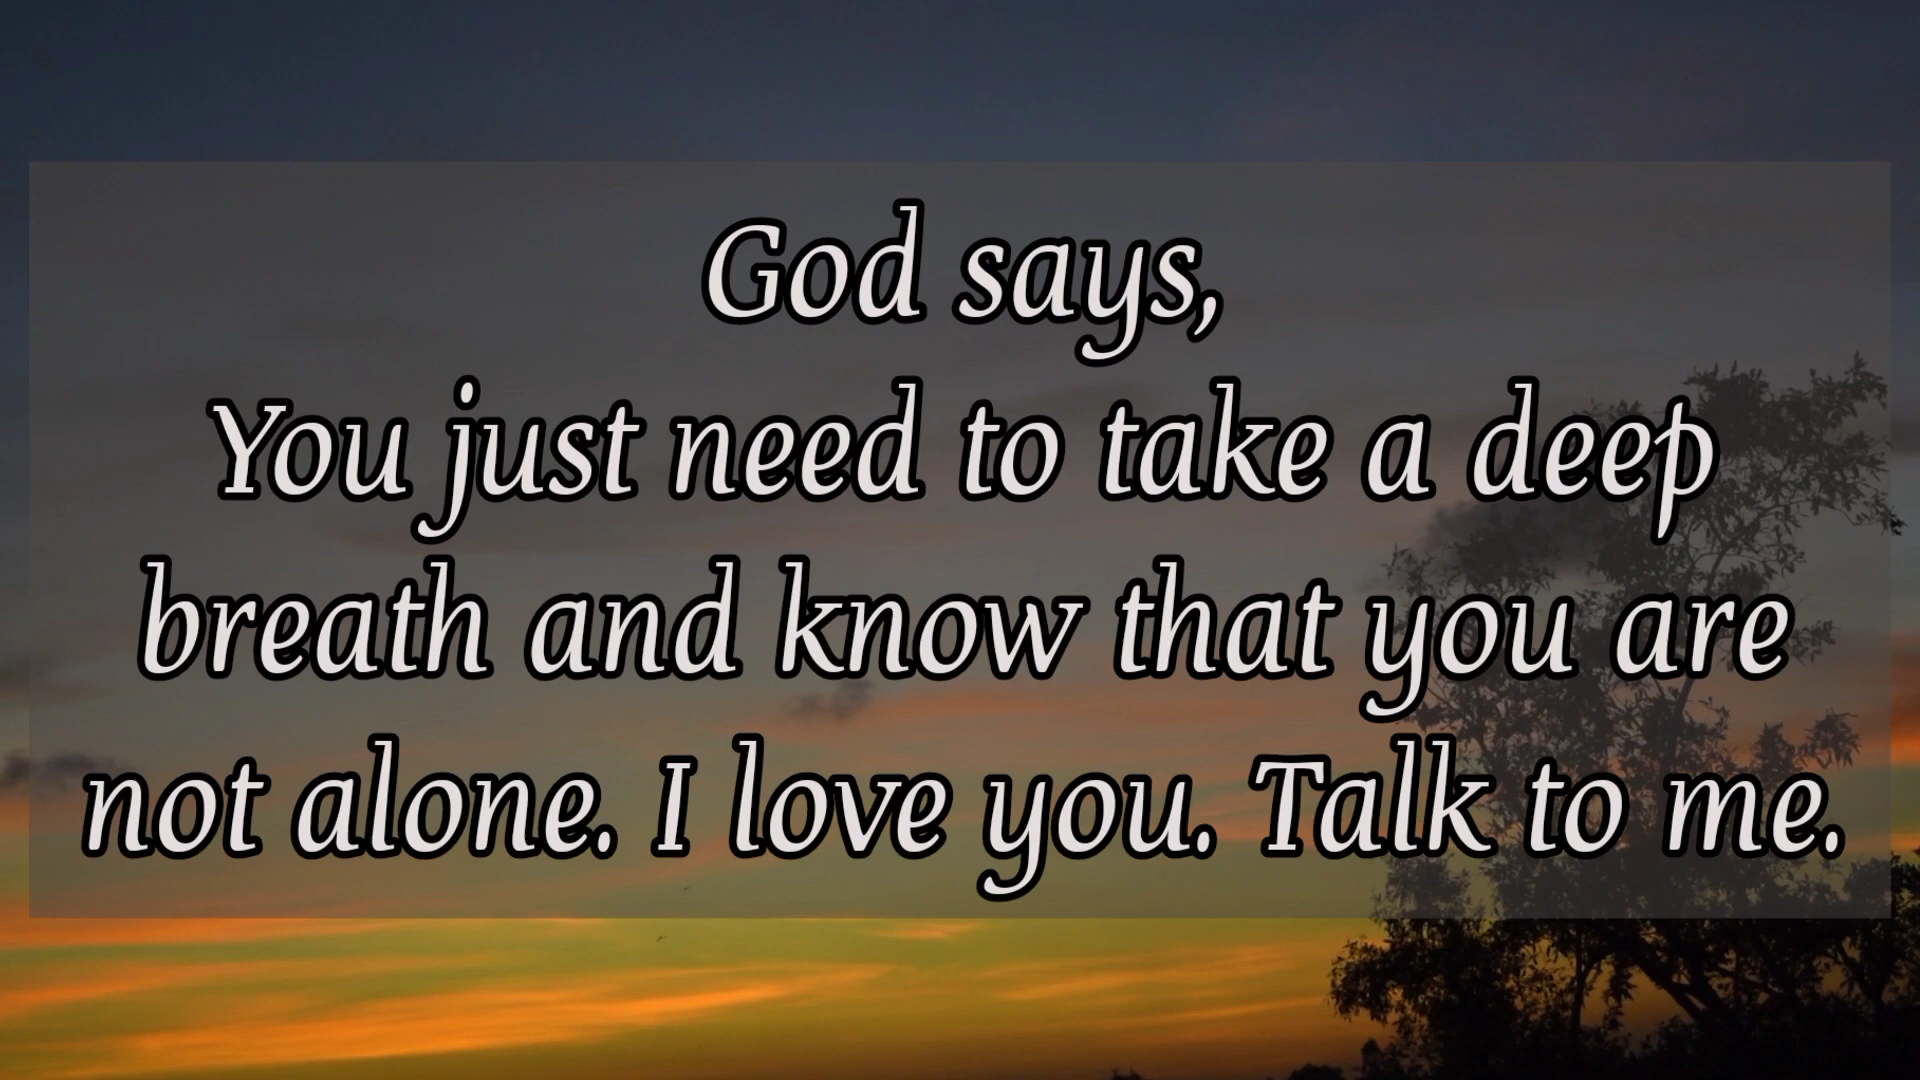 God says,
You just need to take a deep
breath and know that you are
not alone. I love you. Talk to me.